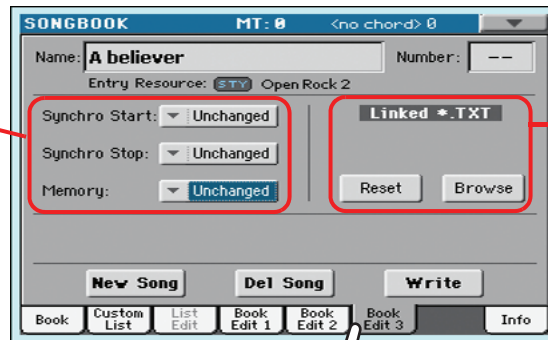 SONGBOOK MT: 0 <no chord> 0
Name: A believer Number: --
Entry Resource: STY Open Rock 2
Synchro Start: Unchanged Linked *.TXT
Synchro Stop: Unchanged
Memory: Unchanged Reset Browse
New Song Del Song Write
Book Custom List List Edit Book Edit 1 Book Edit 2 Book Edit 3 Info